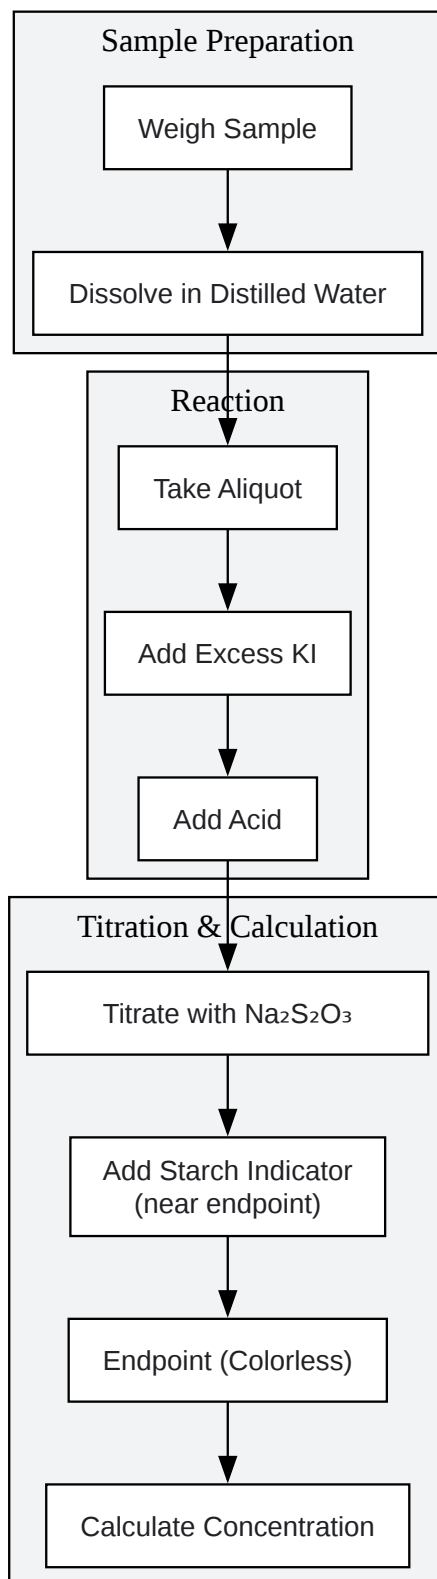 Sample Preparation
Weigh Sample
Dissolve in Distilled Water
Reaction
Take Aliquot
Add Excess KI
Add Acid
Titration & Calculation
Titrate with Na₂S₂O₃
Add Starch Indicator
(near endpoint)
Endpoint (Colorless)
Calculate Concentration